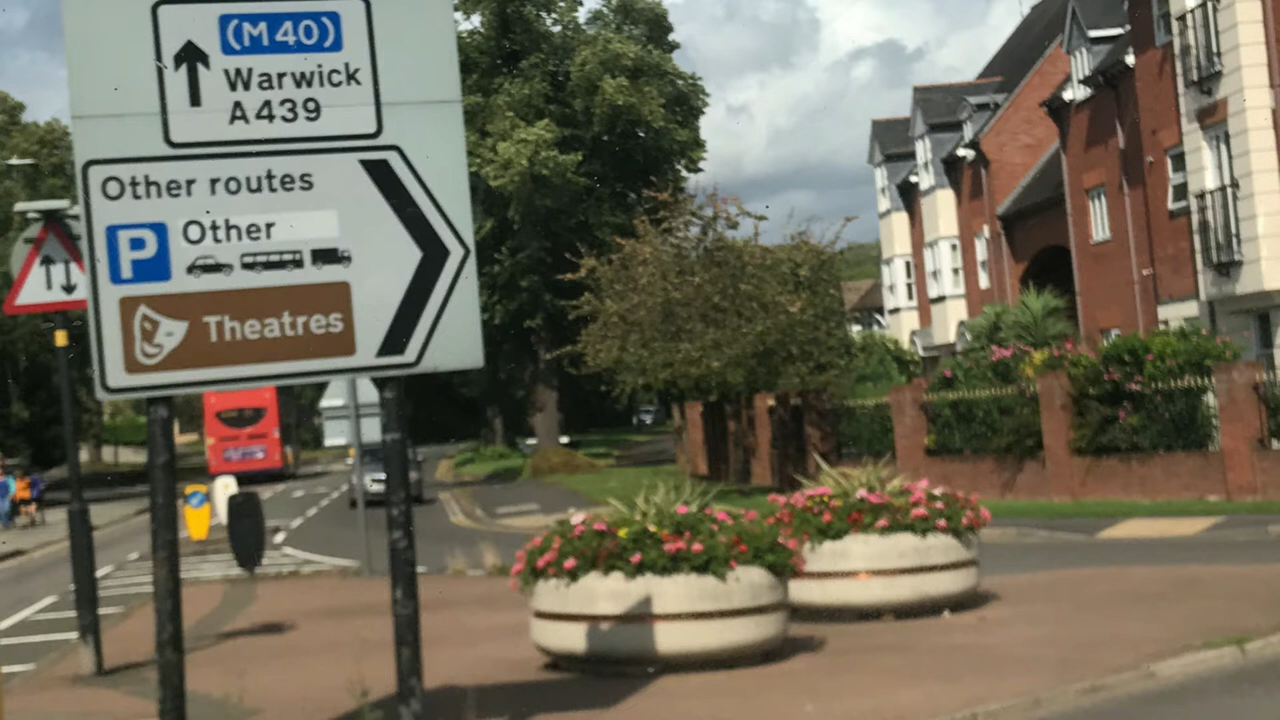 (M40)
Warwick
A439
Other routes
P Other
Theatres